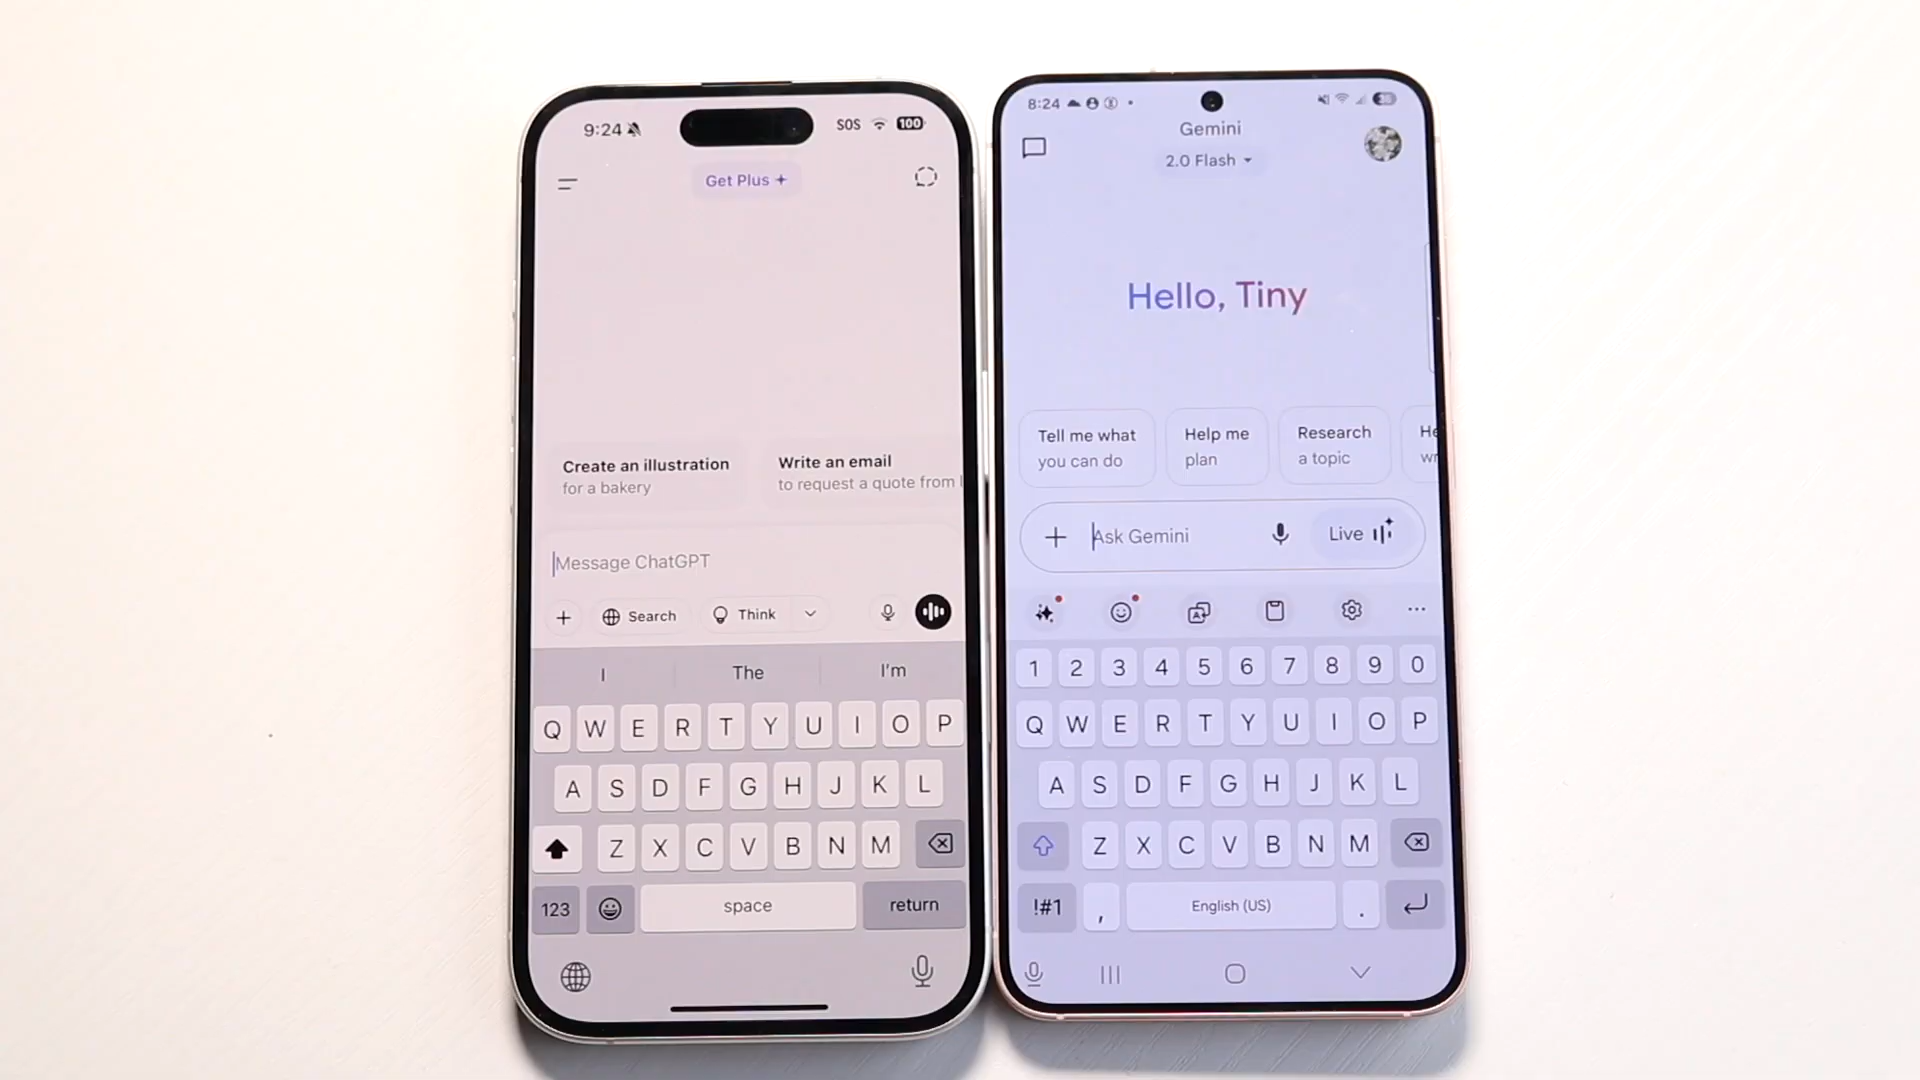 9:24
SOS
100
Get Plus +
Create an illustration
for a bakery
Write an email
to request a quote from
Message ChatGPT
+ Search Think
I The I'm
Q W E R T Y U I O P
A S D F G H J K L
Z X C V B N M
123 space return
8:24
Gemini
2.0 Flash
Hello, Tiny
Tell me what
you can do
Help me
plan
Research
a topic
Ask Gemini
Live
1 2 3 4 5 6 7 8 9 0
Q W E R T Y U I O P
A S D F G H J K L
Z X C V B N M
!#1 , English (US) .